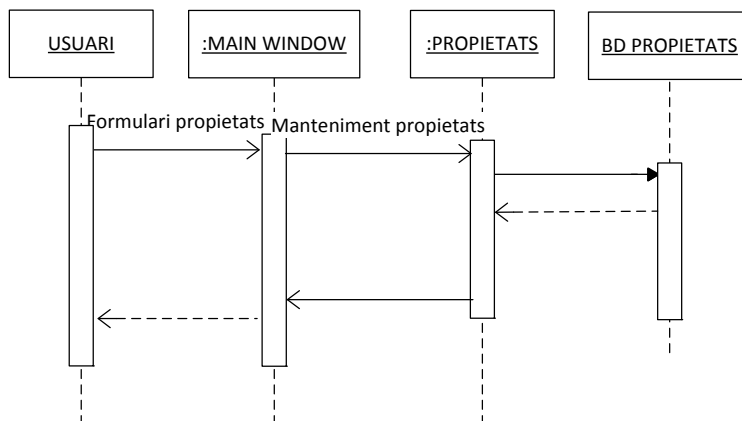 USUARI
:MAIN WINDOW
:PROPIETATS
BD PROPIETATS
Formulari propietats
Manteniment propietats